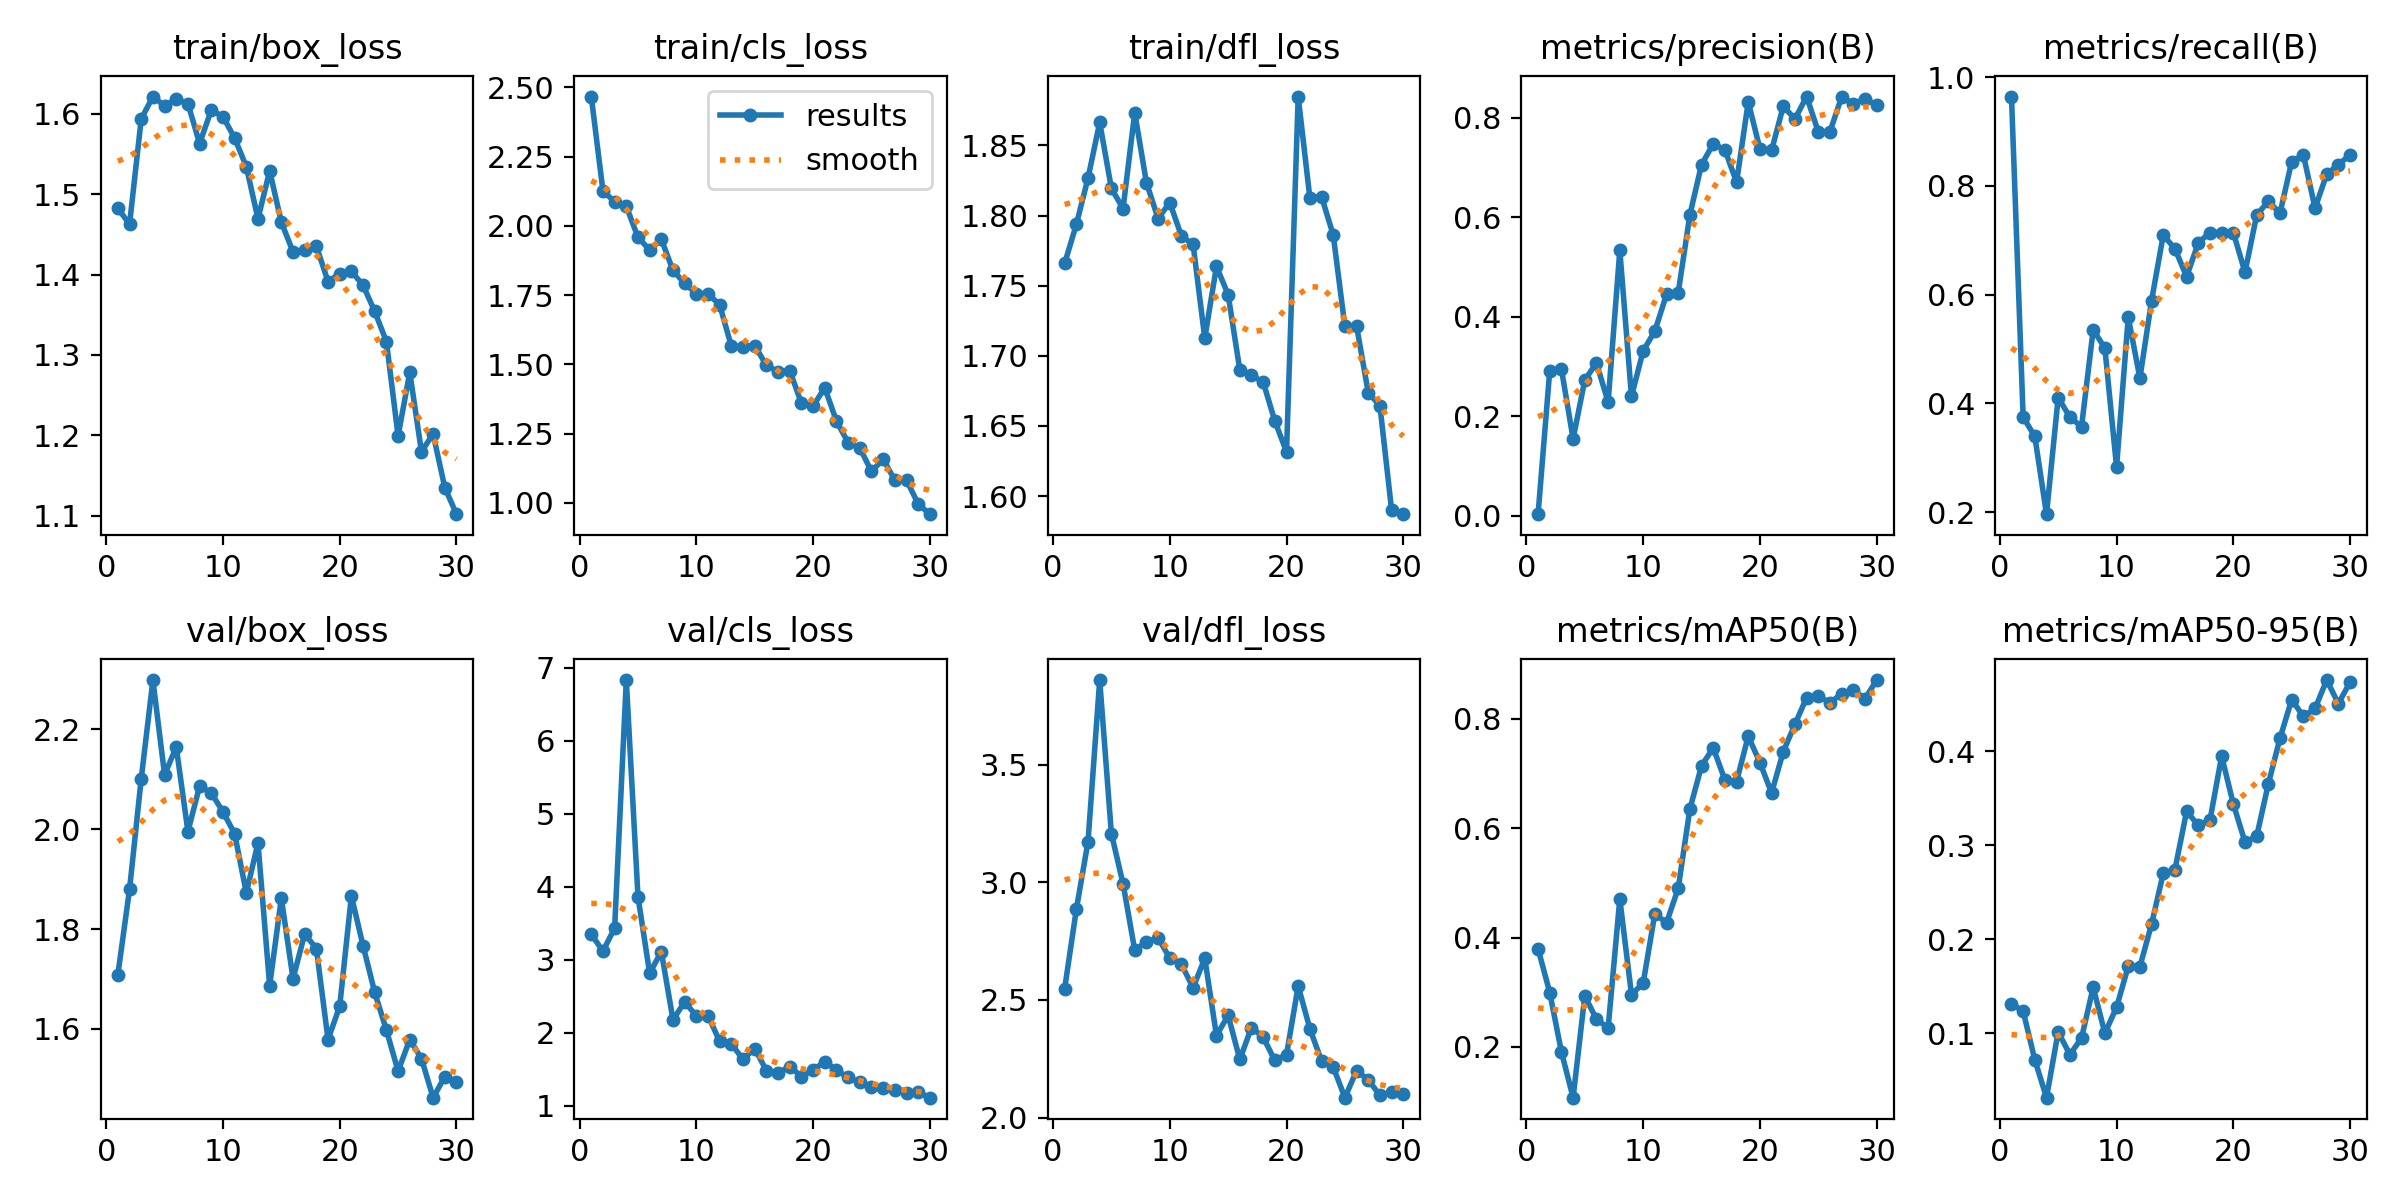 train/box_loss
train/cls_loss
train/dfl_loss
metrics/precision(B)
metrics/recall(B)
1.6
1.5
1.4
1.3
1.2
1.1
0 10 20 30
2.50
2.25
2.00
1.75
1.50
1.25
1.00
results
smooth
0 10 20 30
1.85
1.80
1.75
1.70
1.65
1.60
0 10 20 30
0.8
0.6
0.4
0.2
0.0
0 10 20 30
1.0
0.8
0.6
0.4
0.2
0 10 20 30
val/box_loss
val/cls_loss
val/dfl_loss
metrics/mAP50(B)
metrics/mAP50-95(B)
2.2
2.0
1.8
1.6
0 10 20 30
7
6
5
4
3
2
1
0 10 20 30
3.5
3.0
2.5
2.0
0 10 20 30
0.8
0.6
0.4
0.2
0 10 20 30
0.4
0.3
0.2
0.1
0 10 20 30